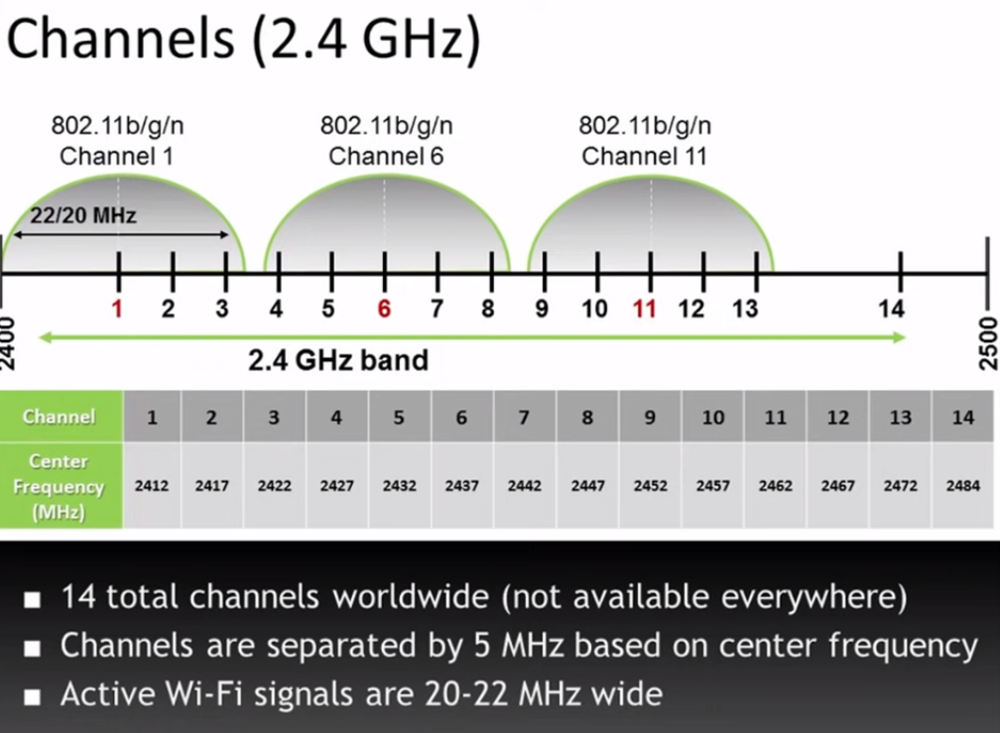 Channels (2.4 GHz)
802.11b/g/n
Channel 1
802.11b/g/n
Channel 6
802.11b/g/n
Channel 11
22/20 MHz
1 2 3 4 5 6 7 8 9 10 11 12 13 14
2400
2500
2.4 GHz band
Channel 1 2 3 4 5 6 7 8 9 10 11 12 13 14
Center
Frequency
(MHz)
2412 2417 2422 2427 2432 2437 2442 2447 2452 2457 2462 2467 2472 2484
■ 14 total channels worldwide (not available everywhere)
■ Channels are separated by 5 MHz based on center frequency
■ Active Wi-Fi signals are 20-22 MHz wide